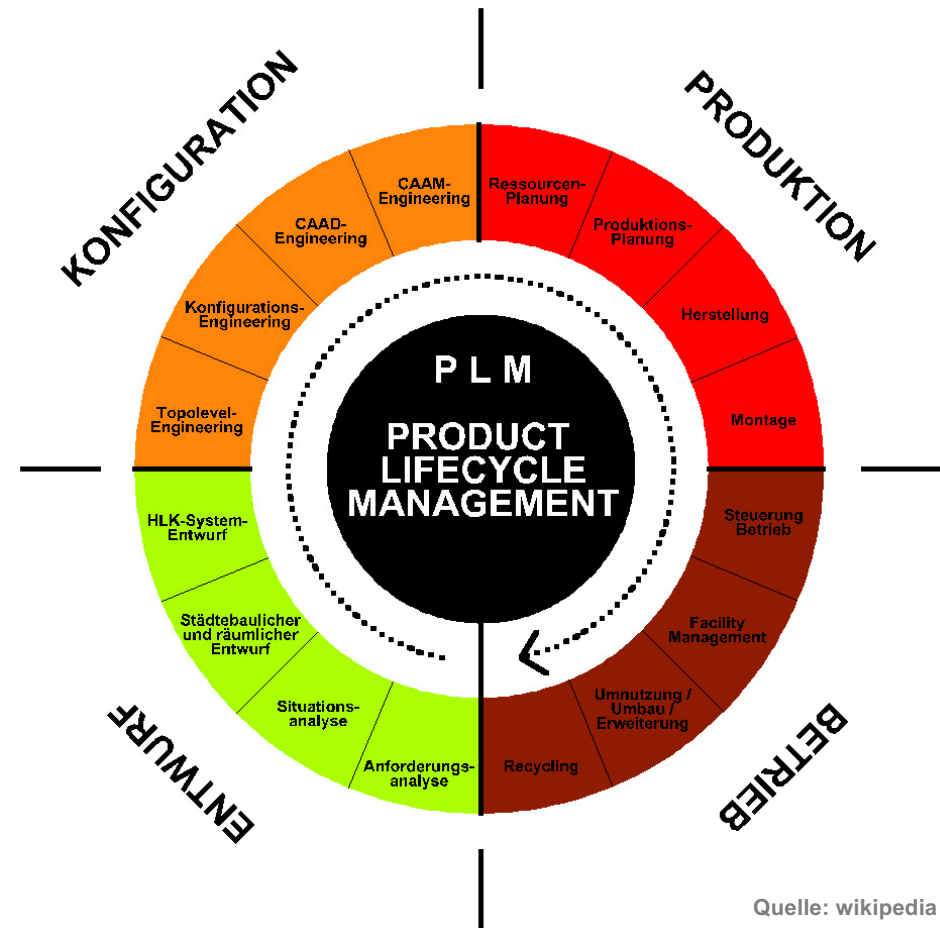 KONFIGURATION
PRODUKTION
CAAM-
Engineering
Ressourcen-
Planung
CAAD-
Engineering
Produktions-
Planung
Konfigurations-
Engineering
Herstellung
Topolevel-
Engineering
Montage
P L M
PRODUCT
LIFECYCLE
MANAGEMENT
HLK-System-
Entwurf
Steuerung
Betrieb
Städtebaulicher
und räumlicher
Entwurf
Facility
Management
Situations-
analyse
Umnutzung /
Umbau /
Erweiterung
Anforderungs-
analyse
Recycling
ENTWURF
BETRIEB
Quelle: wikipedia